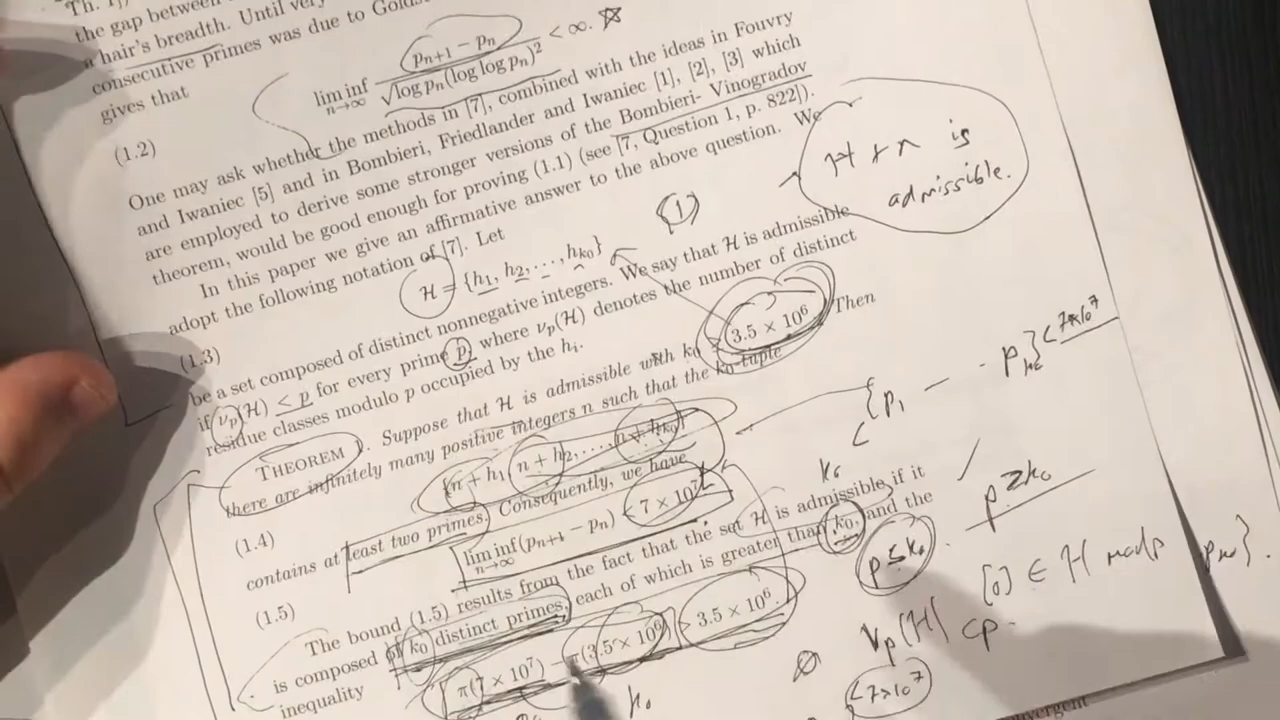 Th. 1]
the gap between
a hair's breadth. Until very
consecutive primes was due to Golds
gives that
(1.2) lim inf n→∞ (p_{n+1} − p_n) / (√log p_n (log log p_n)^2) < ∞. ☆
One may ask whether the methods in [7], combined with the ideas in Fouvry
and Iwaniec [5] and in Bombieri, Friedlander and Iwaniec [1], [2], [3] which
are employed to derive some stronger versions of the Bombieri- Vinogradov
theorem, would be good enough for proving (1.1) (see [7, Question 1, p. 822]).
In this paper we give an affirmative answer to the above question. We
adopt the following notation of [7]. Let
(1)
H + n is
admissible.
(1.3) H = {h_1, h_2, ..., h_{k_0}}
be a set composed of distinct nonnegative integers. We say that H is admissible
if ν_p(H) < p for every prime p, where ν_p(H) denotes the number of distinct
residue classes modulo p occupied by the h_i.
THEOREM 1. Suppose that H is admissible with k_0 ≥ 3.5 × 10^6. Then
there are infinitely many positive integers n such that the k_0-tuple
(1.4) {n + h_1, n + h_2, ..., n + h_{k_0}}
{p_1 — - - p_{k_0}} < 7×10^7
contains at least two primes. Consequently, we have
(1.5) lim inf n→∞ (p_{n+1} − p_n) < 7 × 10^7.
k_0
p ≥ k_0
The bound (1.5) results from the fact that the set H is admissible if it
is composed of k_0 distinct primes, each of which is greater than k_0, and the
inequality
p ≤ k_0
[0] ∈ H mod p
π(7 × 10^7) − π(3.5 × 10^6) > 3.5 × 10^6.
ν_p(H) < p.
< 7×10^7
k_0